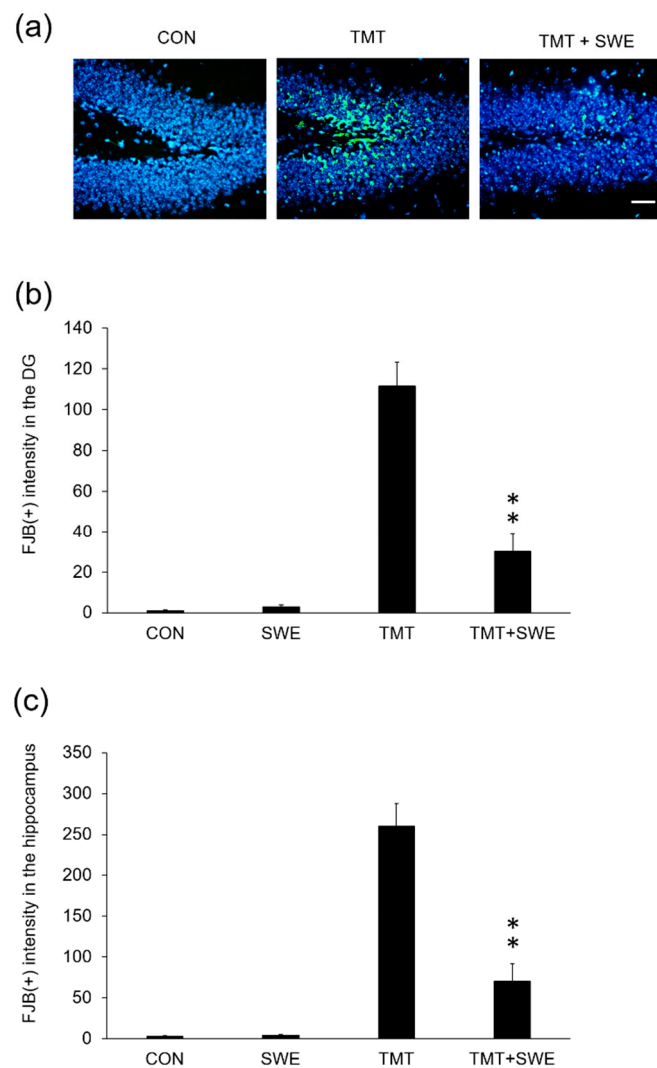 (a)
CON TMT TMT + SWE
(b)
FJB(+) intensity in the DG
140
120
100
80
60
40
20
0
*
*
CON SWE TMT TMT+SWE
(c)
FJB(+) intensity in the hippocampus
350
300
250
200
150
100
50
0
*
*
CON SWE TMT TMT+SWE